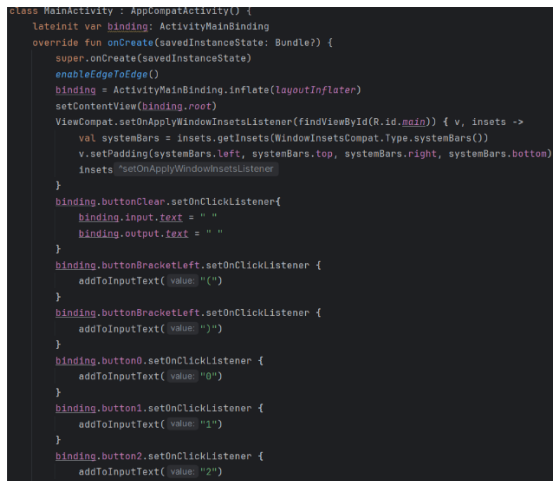 class MainActivity : AppCompatActivity() {
lateinit var binding: ActivityMainBinding
override fun onCreate(savedInstanceState: Bundle?) {
super.onCreate(savedInstanceState)
enableEdgeToEdge()
binding = ActivityMainBinding.inflate(layoutInflater)
setContentView(binding.root)
ViewCompat.setOnApplyWindowInsetsListener(findViewById(R.id.main)) { v, insets ->
val systemBars = insets.getInsets(WindowInsetsCompat.Type.systemBars())
v.setPadding(systemBars.left, systemBars.top, systemBars.right, systemBars.bottom)
insets ^setOnApplyWindowInsetsListener
}
binding.buttonClear.setOnClickListener{
binding.input.text = " "
binding.output.text = " "
}
binding.buttonBracketLeft.setOnClickListener {
addToInputText( value: "(")
}
binding.buttonBracketLeft.setOnClickListener {
addToInputText( value: ")")
}
binding.button0.setOnClickListener {
addToInputText( value: "0")
}
binding.button1.setOnClickListener {
addToInputText( value: "1")
}
binding.button2.setOnClickListener {
addToInputText( value: "2")